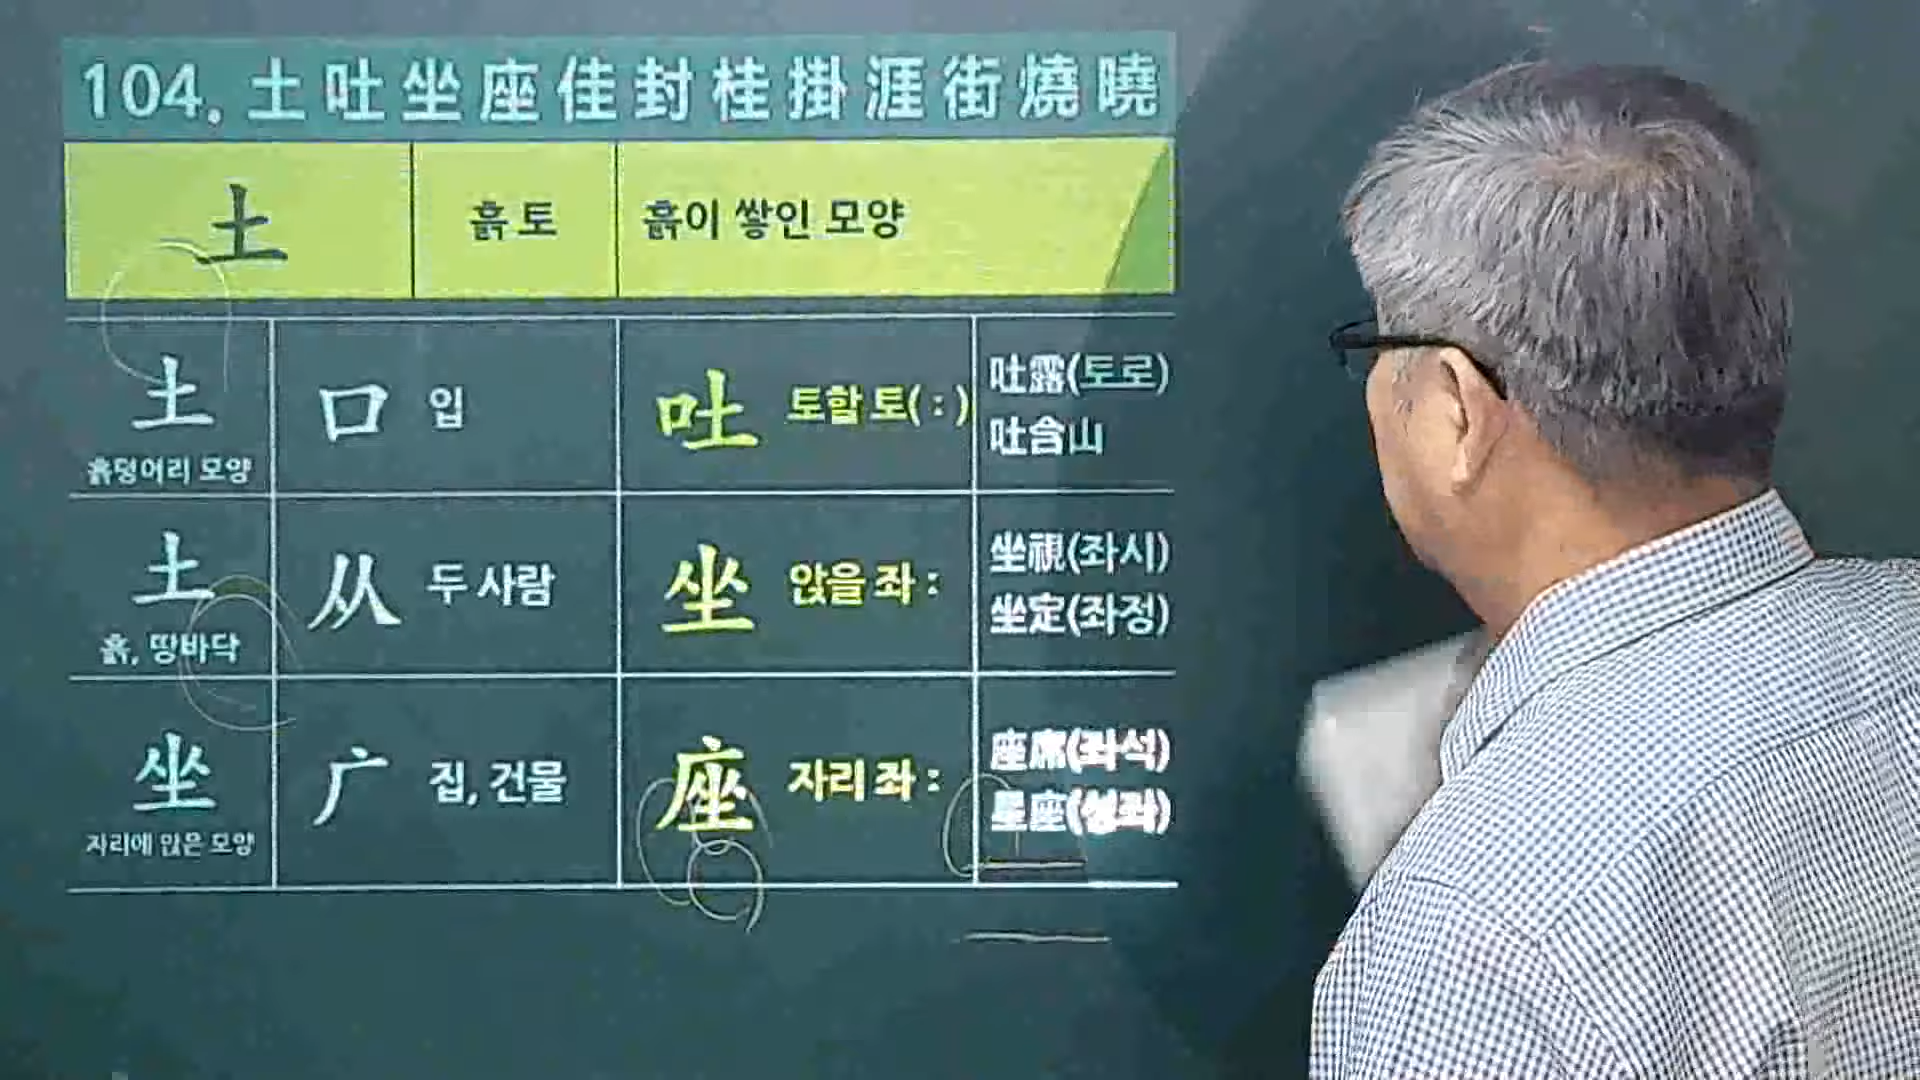 104. 土吐坐座佳封桂掛涯街燒曉
土 흙 토 흙이 쌓인 모양
土 흙덩어리 모양 口 입 吐 토할 토( : ) 吐露(토로)
吐含山
土 흙, 땅바닥 从 두 사람 坐 앉을 좌 : 坐視(좌시)
坐定(좌정)
坐 자리에 앉은 모양 广 집, 건물 座 자리 좌 : 座席(좌석)
星座(성좌)